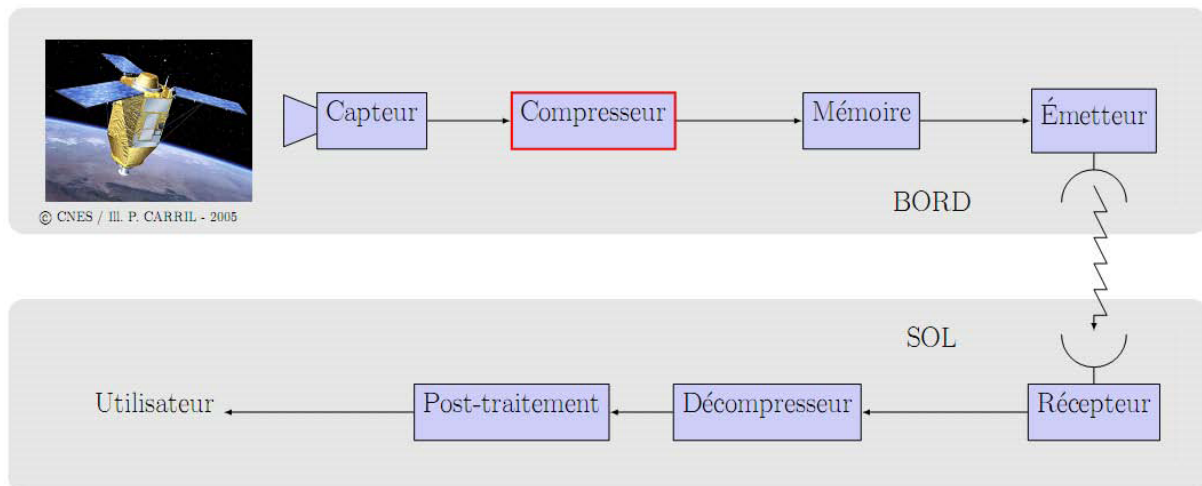 Capteur
Compresseur
Mémoire
Émetteur
© CNES / Ill. P. CARRIL - 2005
BORD
SOL
Utilisateur
Post-traitement
Décompresseur
Récepteur